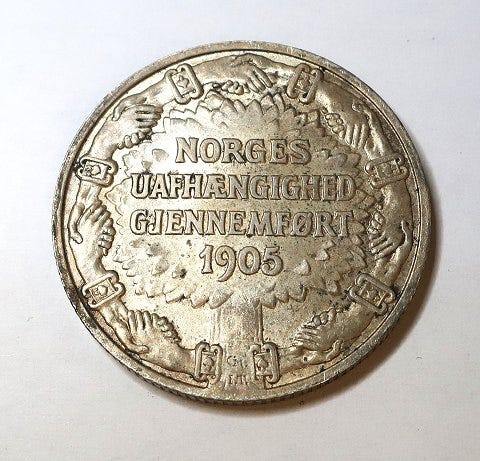 NORGES
UAFHÆNGIGHED
GJENNEMFØRT
1905